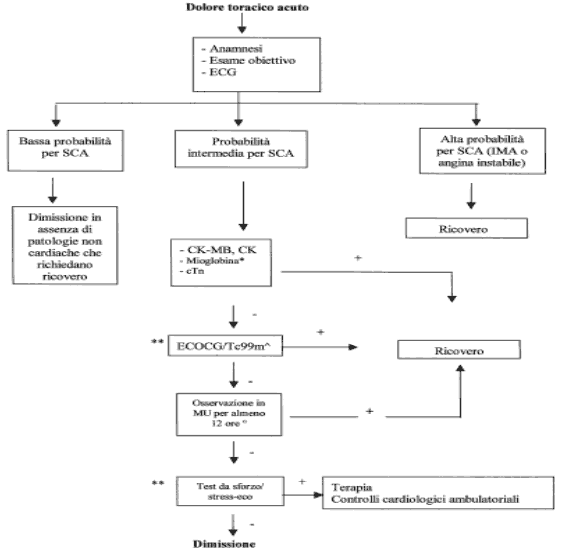 Dolore toracico acuto
- Anamnesi
- Esame obiettivo
- ECG
Bassa probabilità
per SCA
Probabilità
intermedia per SCA
Alta probabilità
per SCA (IMA o
angina instabile)
Dimissione in
assenza di
patologie non
cardiache che
richiedano
ricovero
Ricovero
- CK-MB, CK
- Mioglobina*
- cTn
+
-
** ECOCG/Tc99m^
+
Ricovero
-
Osservazione in
MU per almeno
12 ore °
+
-
** Test da sforzo/
stress-eco
+
Terapia
Controlli cardiologici ambulatoriali
-
Dimissione